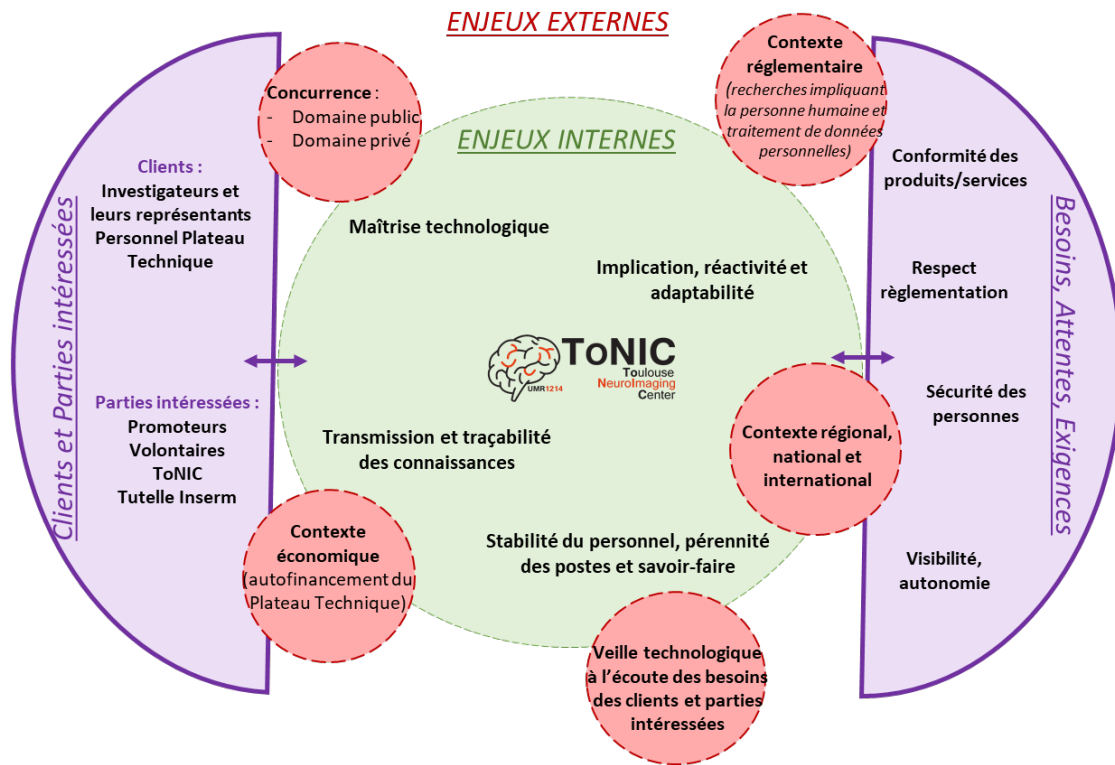 ENJEUX EXTERNES
Clients et Parties intéressées
Clients :
Investigateurs et
leurs représentants
Personnel Plateau
Technique
Parties intéressées :
Promoteurs
Volontaires
ToNIC
Tutelle Inserm
Concurrence :
- Domaine public
- Domaine privé
Contexte
économique
(autofinancement du
Plateau Technique)
ENJEUX INTERNES
Maîtrise technologique
Implication, réactivité et
adaptabilité
UMR1214
ToNIC
Toulouse
NeuroImaging
Center
Transmission et traçabilité
des connaissances
Stabilité du personnel, pérennité
des postes et savoir-faire
Veille technologique
à l’écoute des besoins
des clients et parties
intéressées
Contexte
réglementaire
(recherches impliquant
la personne humaine et
traitement de données
personnelles)
Contexte régional,
national et
international
Conformité des
produits/services
Respect
règlementation
Sécurité des
personnes
Visibilité,
autonomie
Besoins, Attentes, Exigences